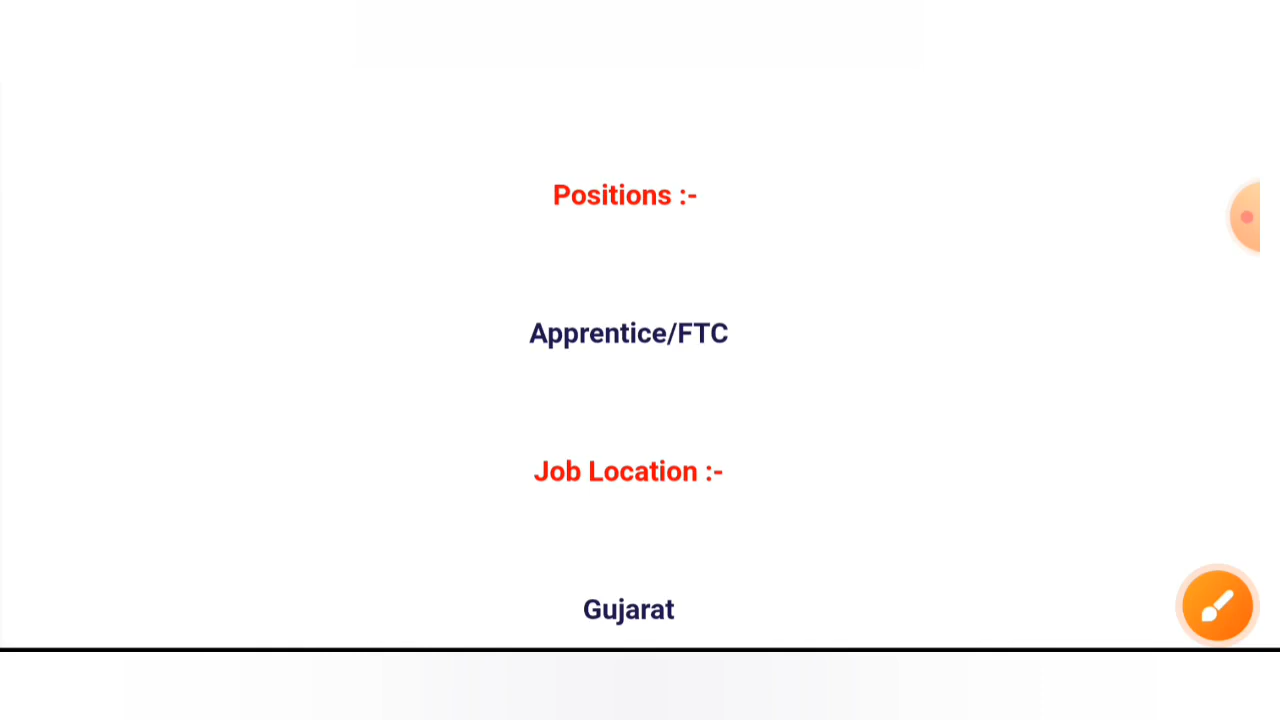 Positions :-
Apprentice/FTC
Job Location :-
Gujarat